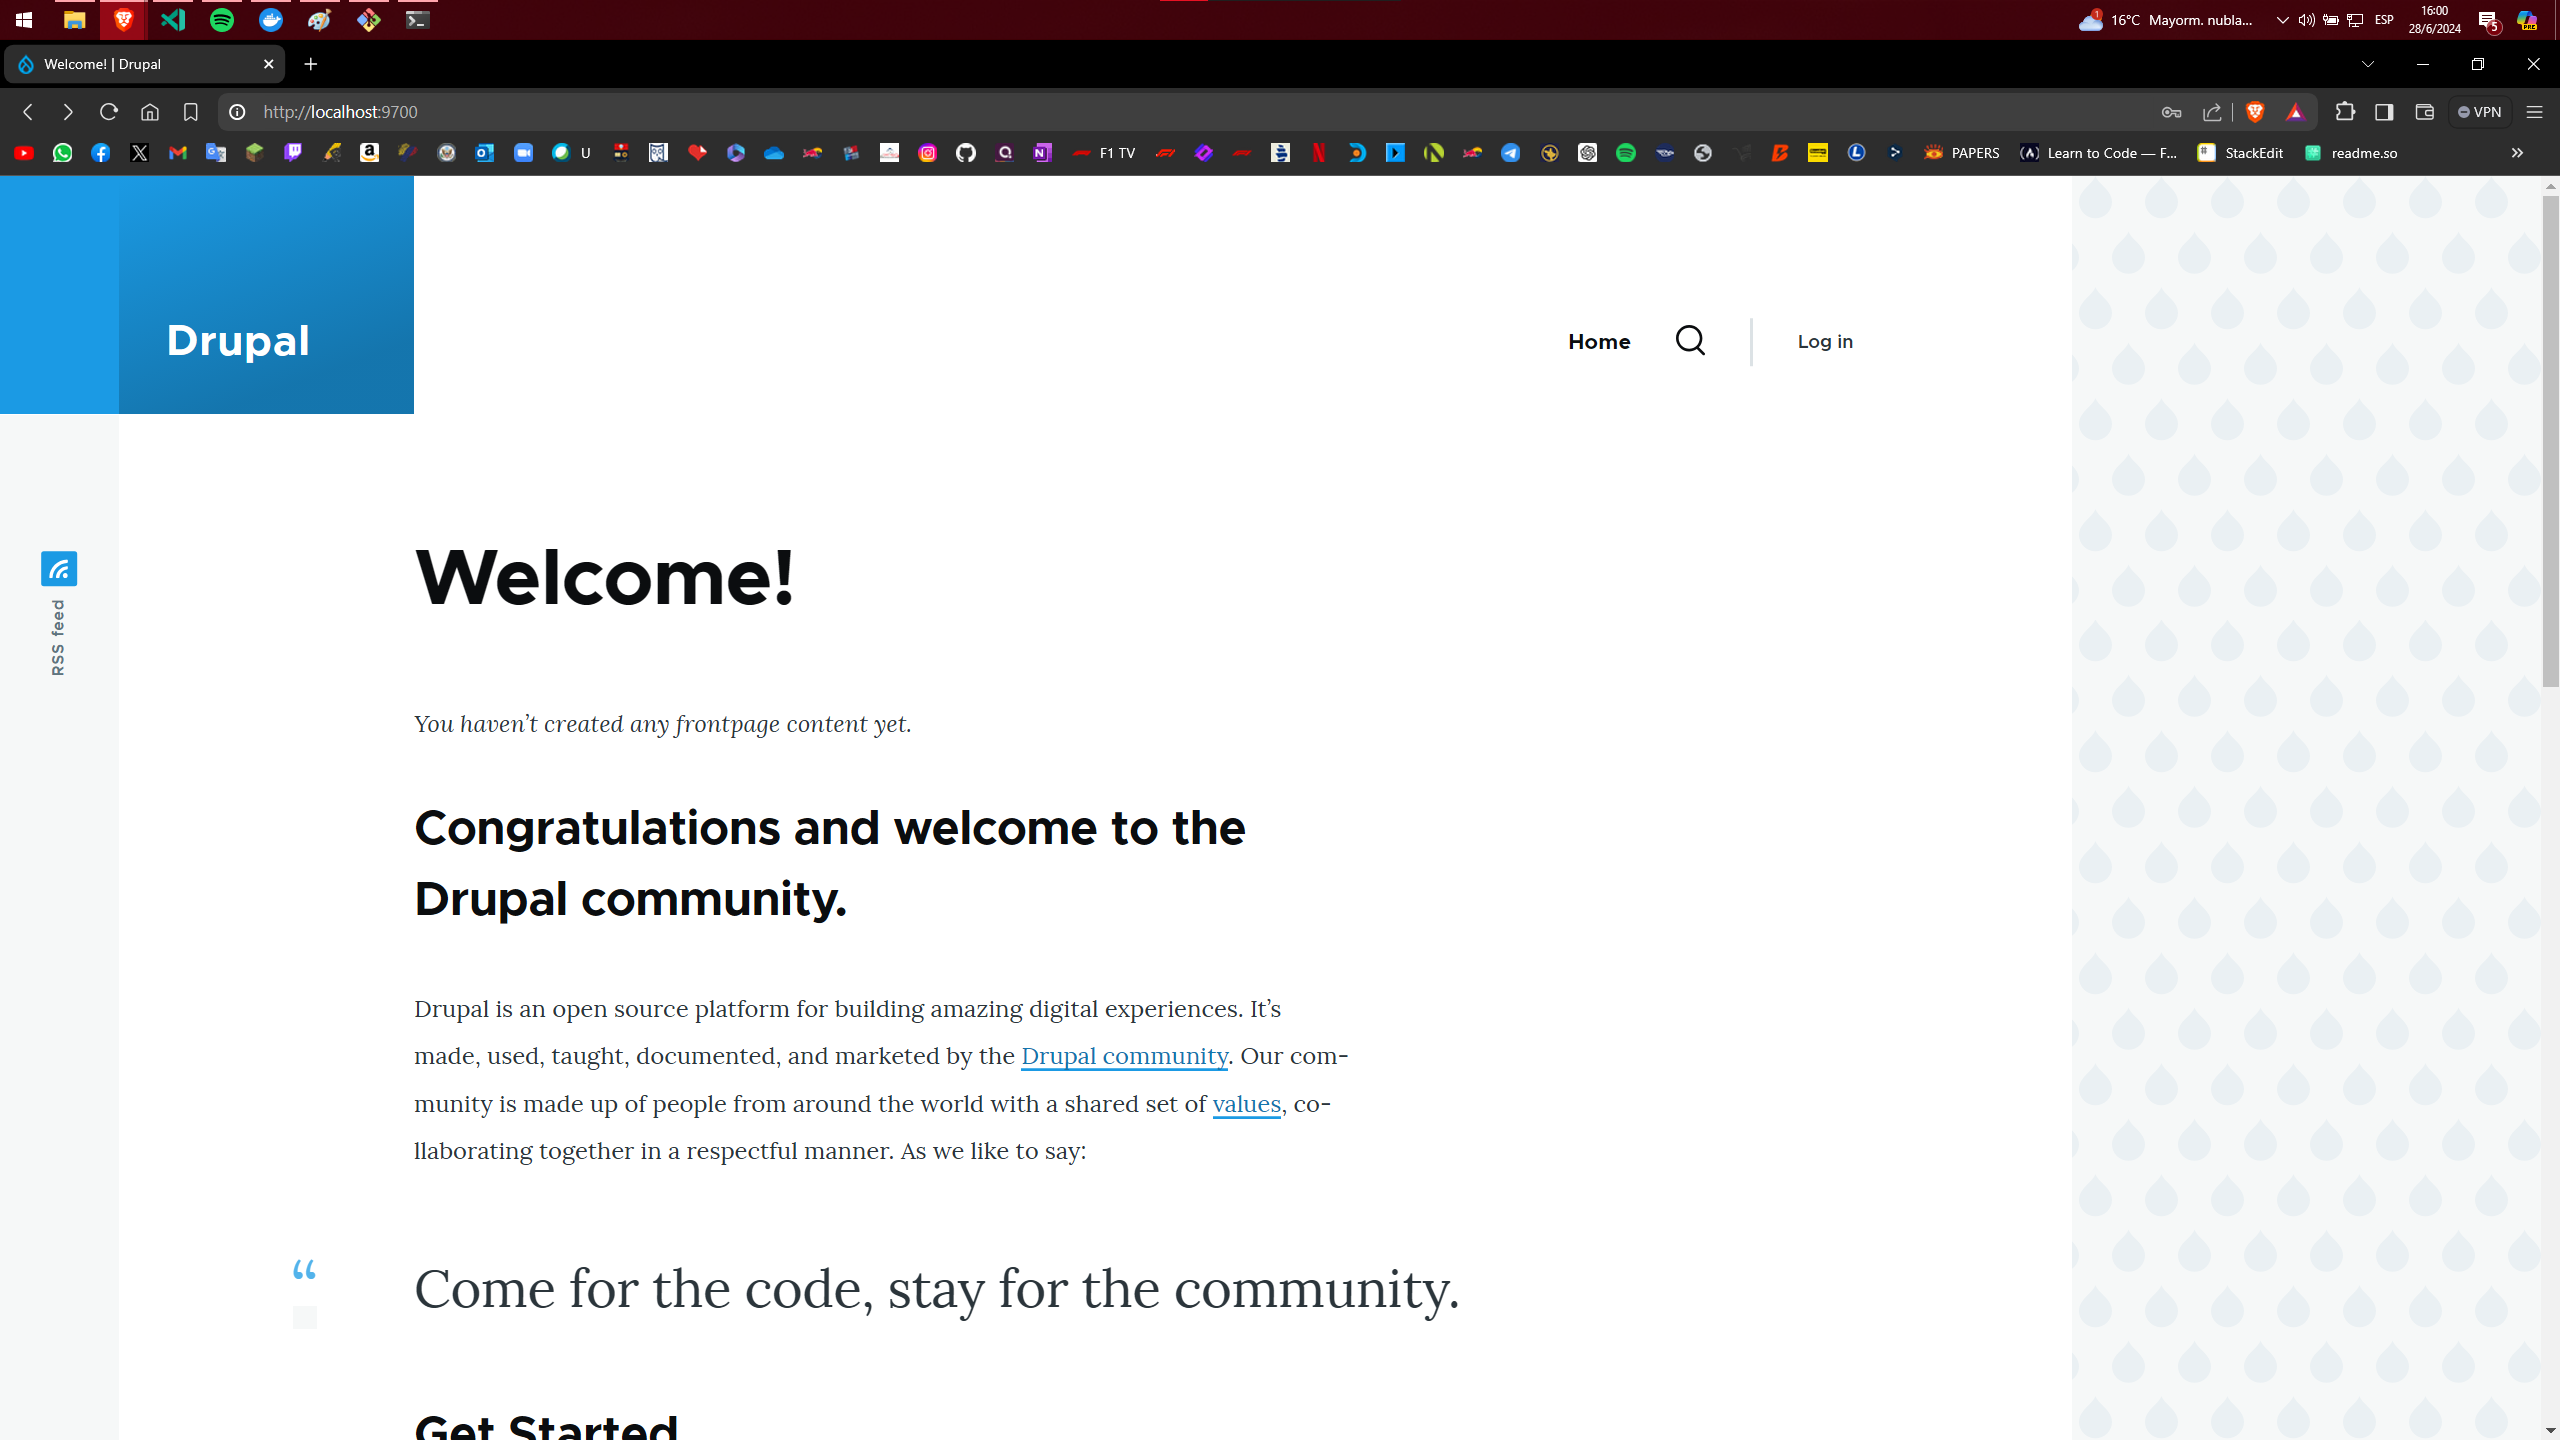 16°C Mayorm. nubla...
ESP
16:00
28/6/2024
5
Welcome! | Drupal
http://localhost:9700
VPN
U
F1 TV
PAPERS
Learn to Code — F...
StackEdit
readme.so
Drupal
Home
Log in
Welcome!
RSS feed
You haven’t created any frontpage content yet.
Congratulations and welcome to the
Drupal community.
Drupal is an open source platform for building amazing digital experiences. It’s
made, used, taught, documented, and marketed by the Drupal community. Our com-
munity is made up of people from around the world with a shared set of values, co-
llaborating together in a respectful manner. As we like to say:
“
Come for the code, stay for the community.
Get Started